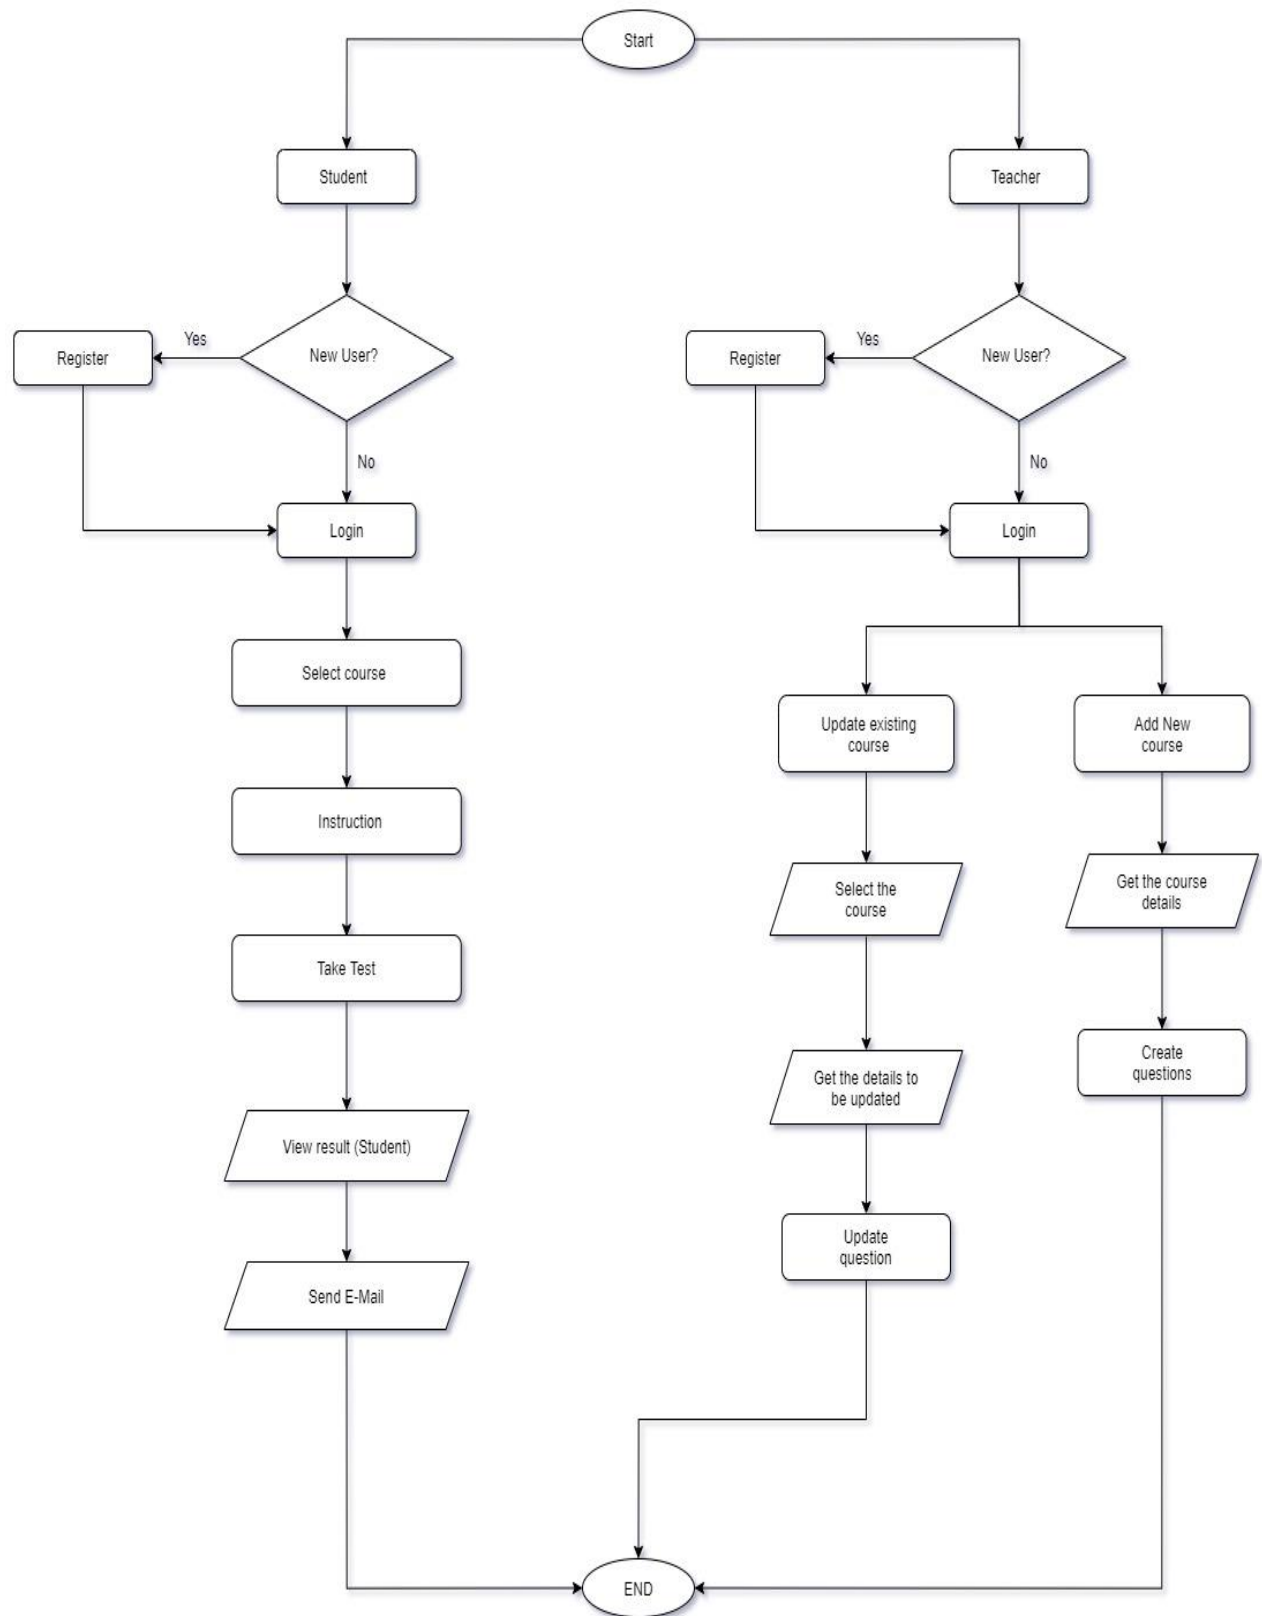 Start
Student
Teacher
New User?
Yes
Register
No
Login
New User?
Yes
Register
No
Login
Select course
Instruction
Take Test
View result (Student)
Send E-Mail
Update existing
course
Select the
course
Get the details to
be updated
Update
question
Add New
course
Get the course
details
Create
questions
END